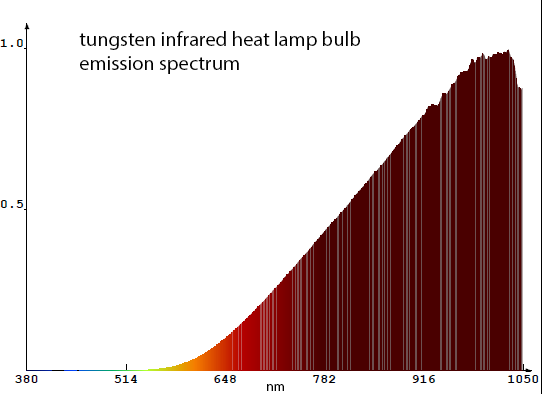 tungsten infrared heat lamp bulb
emission spectrum
1.0
0.5
380 514 648 782 916 1050
nm